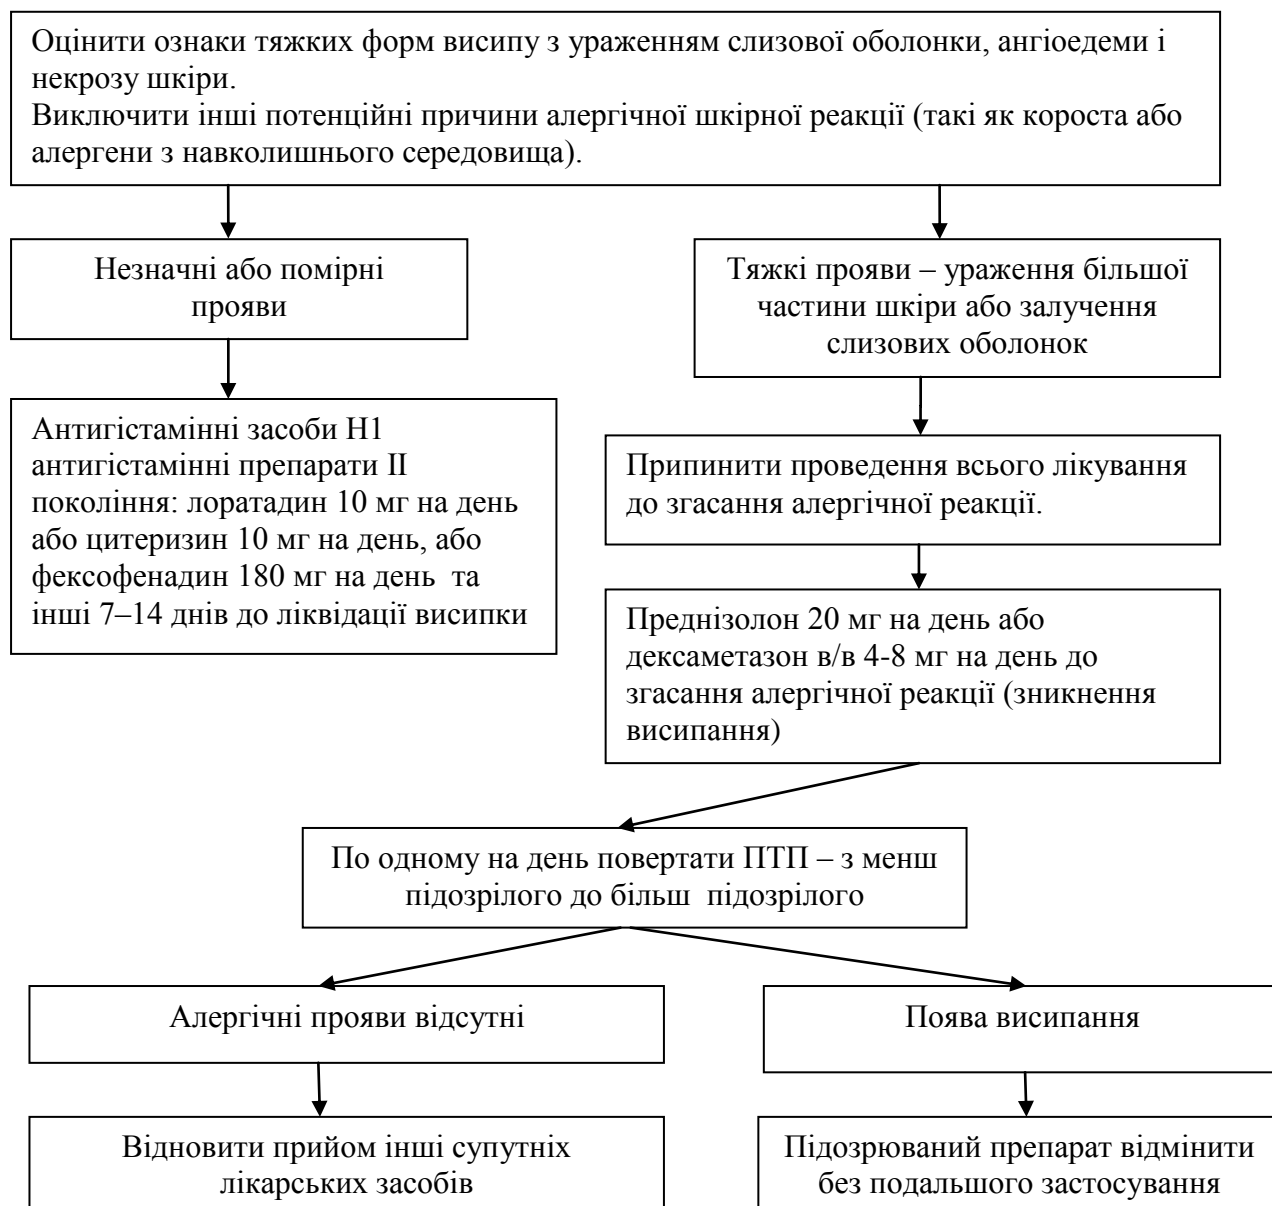 Оцінити ознаки тяжких форм висипу з ураженням слизової оболонки, ангіоедеми і
некрозу шкіри.
Виключити інші потенційні причини алергічної шкірної реакції (такі як короста або
алергени з навколишнього середовища).
Незначні або помірні
прояви
Тяжкі прояви – ураження більшої
частини шкіри або залучення
слизових оболонок
Антигістамінні засоби Н1
антигістамінні препарати ІІ
покоління: лоратадин 10 мг на день
або цитеризин 10 мг на день, або
фексофенадин 180 мг на день та
інші 7–14 днів до ліквідації висипки
Припинити проведення всього лікування
до згасання алергічної реакції.
Преднізолон 20 мг на день або
дексаметазон в/в 4-8 мг на день до
згасання алергічної реакції (зникнення
висипання)
По одному на день повертати ПТП – з менш
підозрілого до більш підозрілого
Алергічні прояви відсутні
Поява висипання
Відновити прийом інші супутніх
лікарських засобів
Підозрюваний препарат відмінити
без подальшого застосування